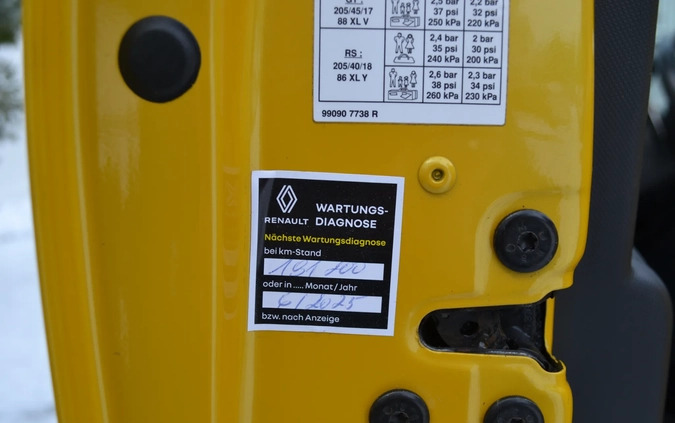 GT:
205/45/17
88 XL V
2,5 bar
37 psi
250 kPa
2,2 bar
32 psi
220 kPa
RS:
205/40/18
86 XL Y
2,4 bar
35 psi
240 kPa
2 bar
30 psi
200 kPa
2,6 bar
38 psi
260 kPa
2,3 bar
34 psi
230 kPa
99090 7738 R
RENAULT
WARTUNGS-
DIAGNOSE
Nächste Wartungsdiagnose
bei km-Stand
191 200
oder in ..... Monat/Jahr
6/2025
bzw. nach Anzeige